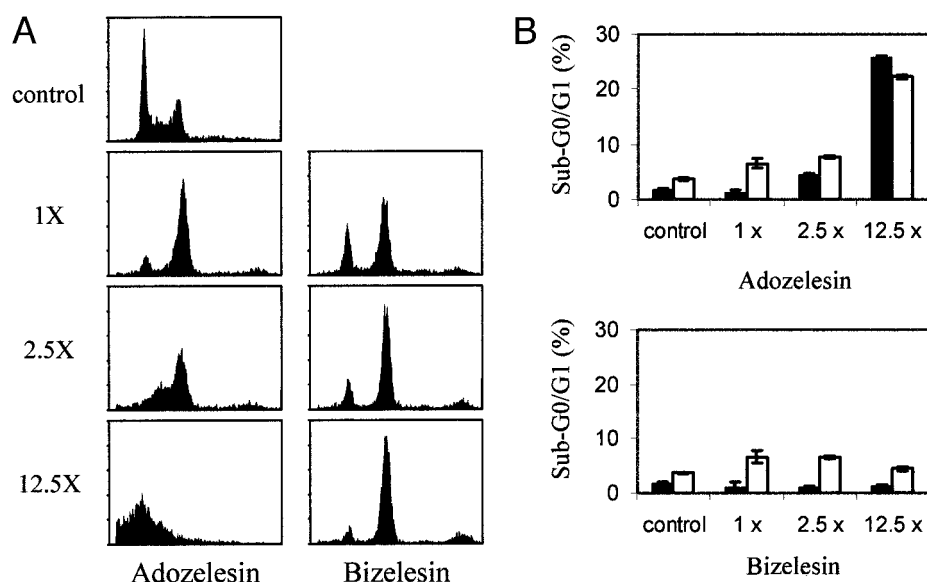 A
control
1X
2.5X
12.5X
Adozelesin
Bizelesin
B
Sub-G0/G1 (%)
30
20
10
0
control
1 x
2.5 x
12.5 x
Adozelesin
Sub-G0/G1 (%)
30
20
10
0
control
1 x
2.5 x
12.5 x
Bizelesin